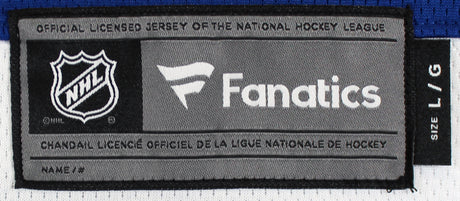 OFFICIAL LICENSED JERSEY OF THE NATIONAL HOCKEY LEAGUE
NHL
©NHL
Fanatics
CHANDAIL LICENCIÉ OFFICIEL DE LA LIGUE NATIONALE DE HOCKEY
NAME / #
SIZE L / G